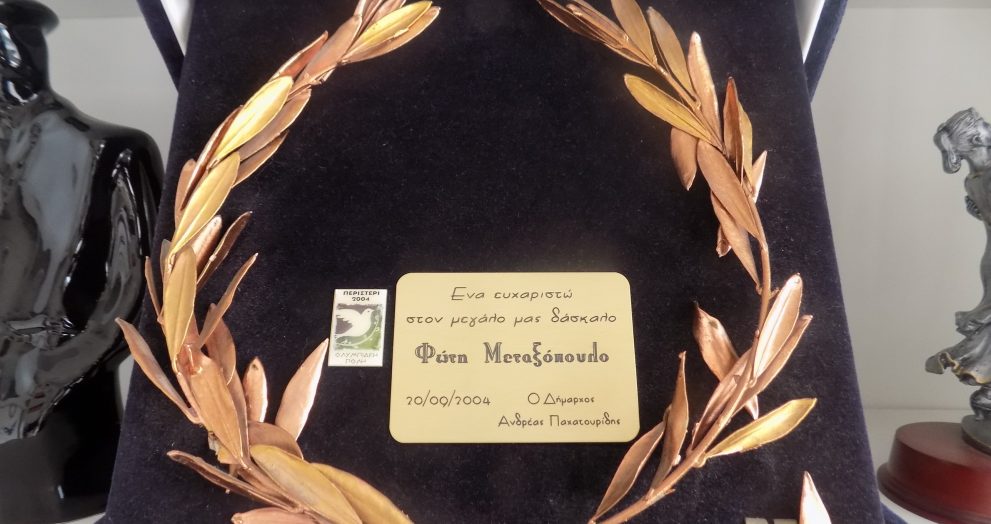 ΠΕΡΙΣΤΕΡΙ
2004
ΟΛΥΜΠΙΑΚΗ
ΠΟΛΗ
Ενα ευχαριστώ
στον μεγάλο μας δάσκαλο
Φώτη Μεταξόπουλο
20/09/2004 Ο Δήμαρχος
Ανδρέας Παχατουρίδης